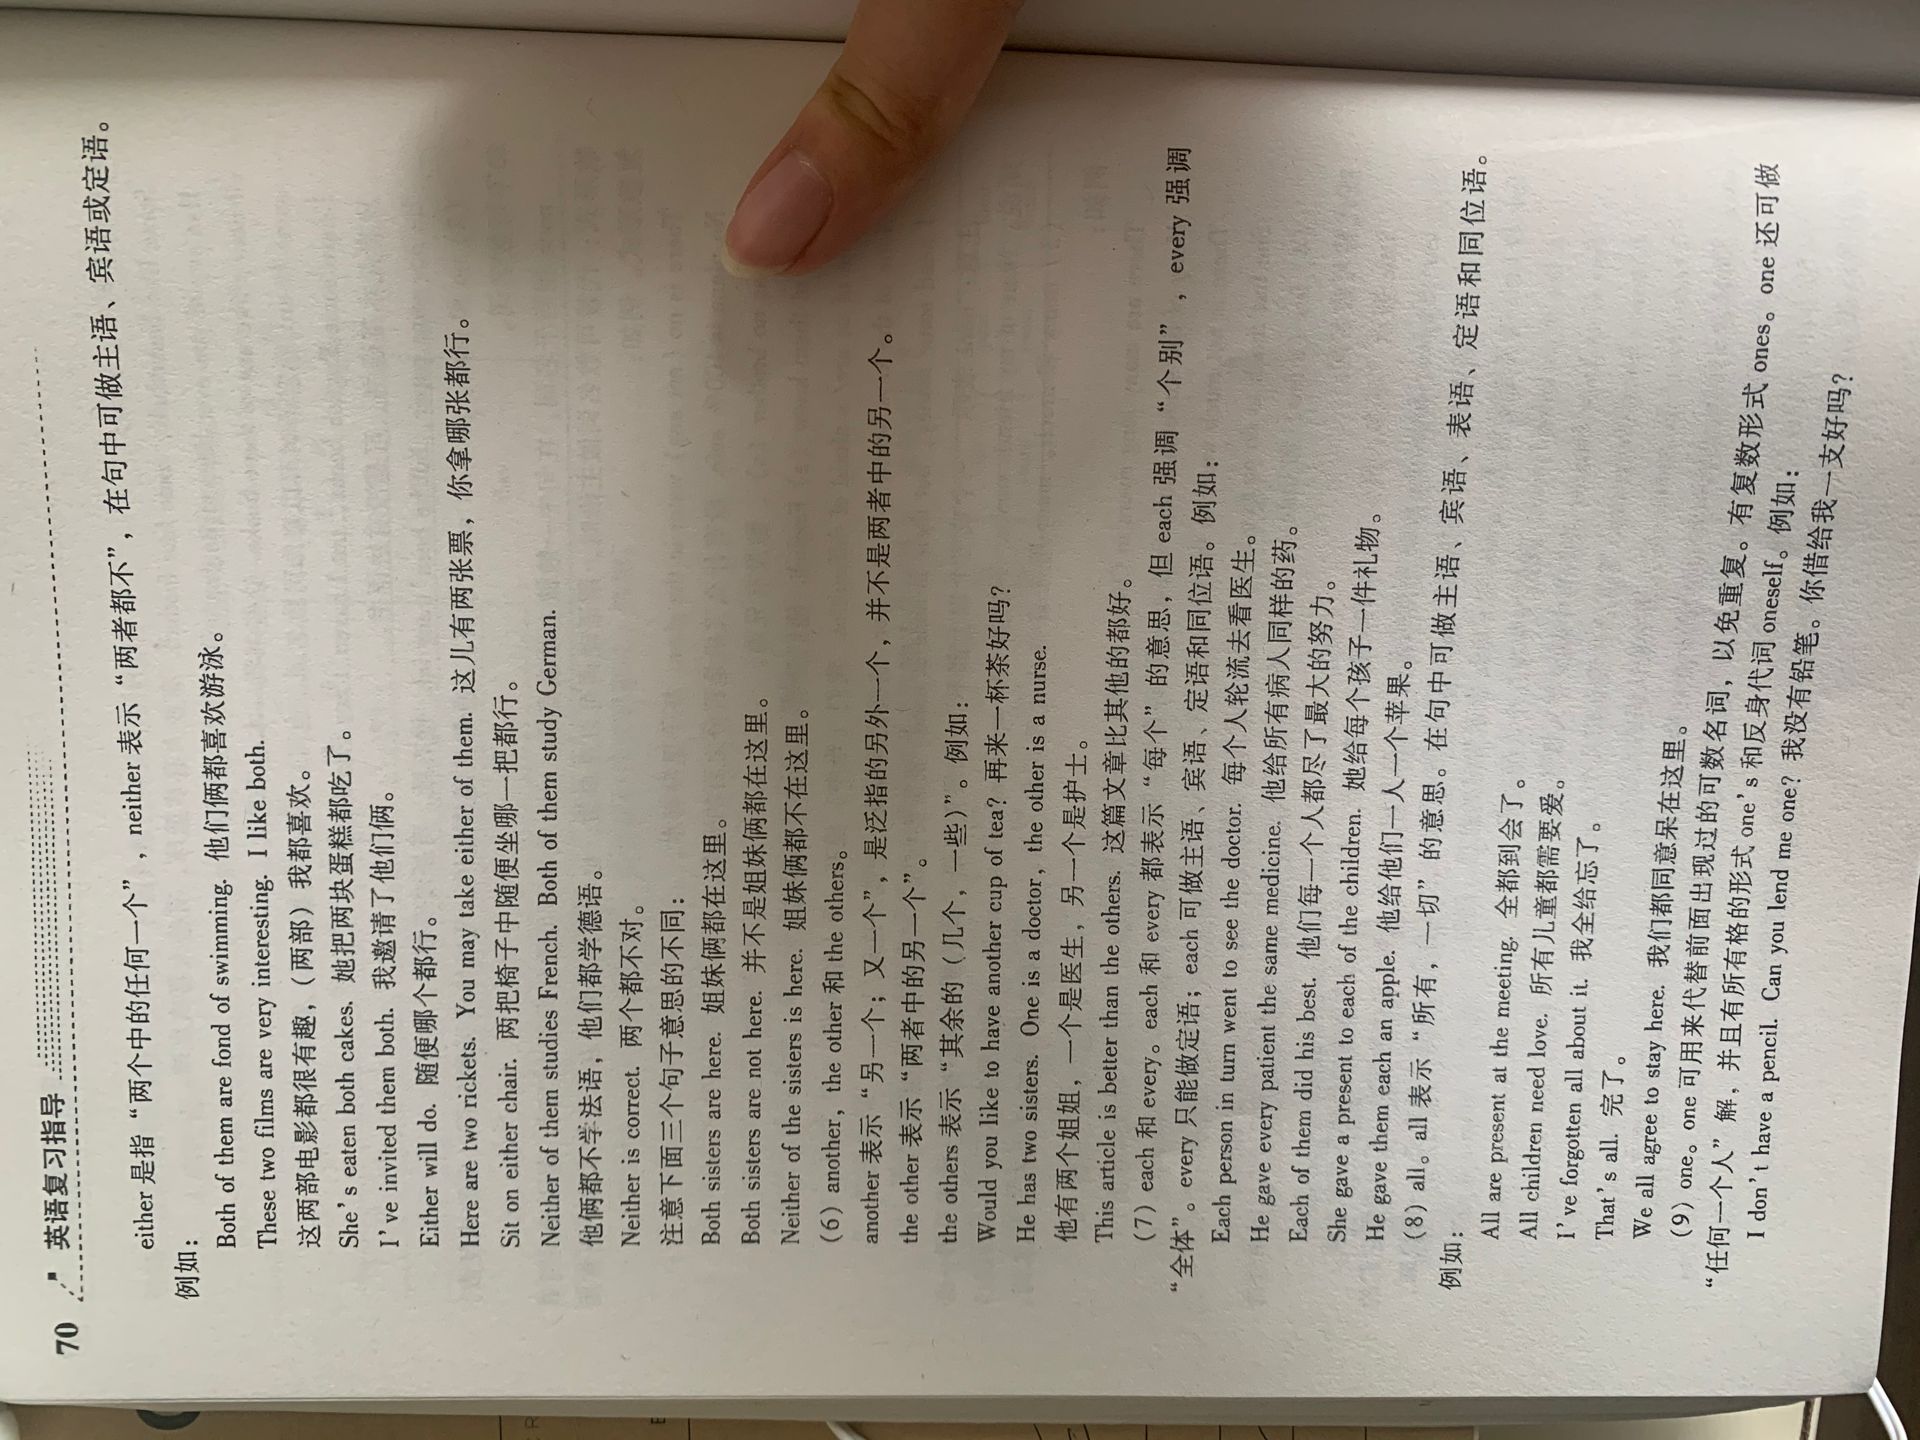 70 英语复习指导
either 是指“两个中的任何一个”，neither 表示“两者都不”，在句中可做主语、宾语或定语。
例如：
Both of them are fond of swimming. 他们俩都喜欢游泳。
These two films are very interesting. I like both.
这两部电影都很有趣，（两部）我都喜欢。
She's eaten both cakes. 她把两块蛋糕都吃了。
I've invited them both. 我邀请了他们俩。
Either will do. 随便哪个都行。
Here are two rickets. You may take either of them. 这儿有两张票，你拿哪张都行。
Sit on either chair. 两把椅子中随便坐哪一把都行。
Neither of them studies French. Both of them study German.
他俩都不学法语，他们都学德语。
Neither is correct. 两个都不对。
注意下面三个句子意思的不同：
Both sisters are here. 姐妹俩都在这里。
Both sisters are not here. 并不是姐妹俩都在这里。
Neither of the sisters is here. 姐妹俩都不在这里。
（6）another，the other 和 the others。
another 表示“另一个；又一个”，是泛指的另外一个，并不是两者中的另一个。
the other 表示“两者中的另一个”。
the others 表示“其余的（几个，一些）”。例如：
Would you like to have another cup of tea？再来一杯茶好吗？
He has two sisters. One is a doctor, the other is a nurse.
他有两个姐姐，一个是医生，另一个是护士。
This article is better than the others. 这篇文章比其他的都好。
（7）each 和 every。each 和 every 都表示“每个”的意思，但 each 强调“个别”，every 强调
“全体”。every 只能做定语；each 可做主语、宾语、定语和同位语。例如：
Each person in turn went to see the doctor. 每个人轮流去看医生。
He gave every patient the same medicine. 他给所有病人同样的药。
Each of them did his best. 他们每一个人都尽了最大的努力。
She gave a present to each of the children. 她给每个孩子一件礼物。
He gave them each an apple. 他给他们一人一个苹果。
（8）all。all 表示“所有，一切”的意思。在句中可做主语、宾语、表语、定语和同位语。
例如：
All are present at the meeting. 全都到会了。
All children need love. 所有儿童都需要爱。
I've forgotten all about it. 我全给忘了。
That's all. 完了。
We all agree to stay here. 我们都同意呆在这里。
（9）one。one 可用来代替前面出现过的可数名词，以免重复。有复数形式 ones。one 还可做
“任何一个人”解，并且有所有格的形式 one's 和反身代词 oneself。例如：
I don't have a pencil. Can you lend me one？我没有铅笔。你借给我一支好吗？